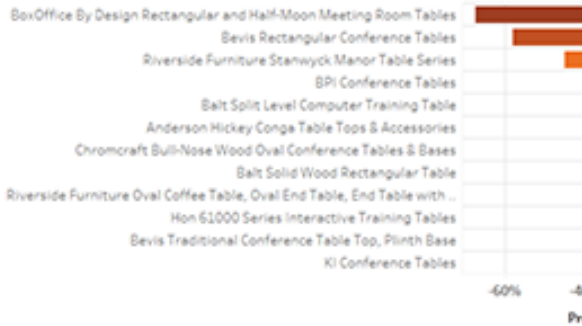 BoxOffice By Design Rectangular and Half-Moon Meeting Room Tables
Bevis Rectangular Conference Tables
Riverside Furniture Stanwyck Manor Table Series
BPI Conference Tables
Balt Split Level Computer Training Table
Anderson Hickey Conga Table Tops & Accessories
Chromcraft Bull-Nose Wood Oval Conference Tables & Bases
Balt Solid Wood Rectangular Table
Riverside Furniture Oval Coffee Table, Oval End Table, End Table with ..
Hon 61000 Series Interactive Training Tables
Bevis Traditional Conference Table Top, Plinth Base
KI Conference Tables
-60% -4
Pr